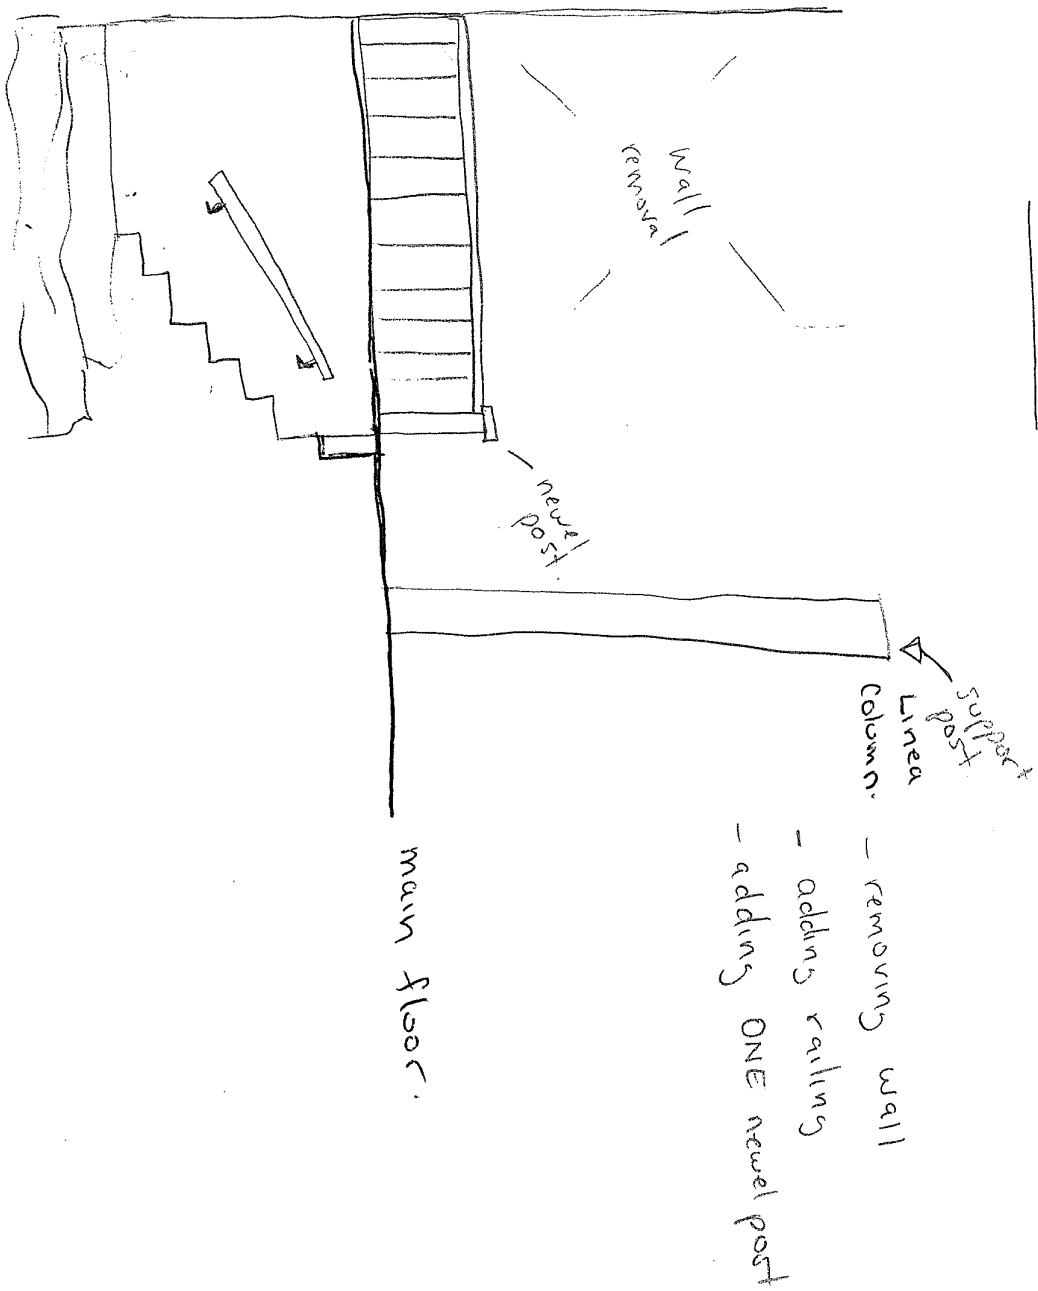 support
post
Linea
Column.
- removing wall
- adding railing
- adding ONE newel post
wall
removal
newel
post.
main floor.